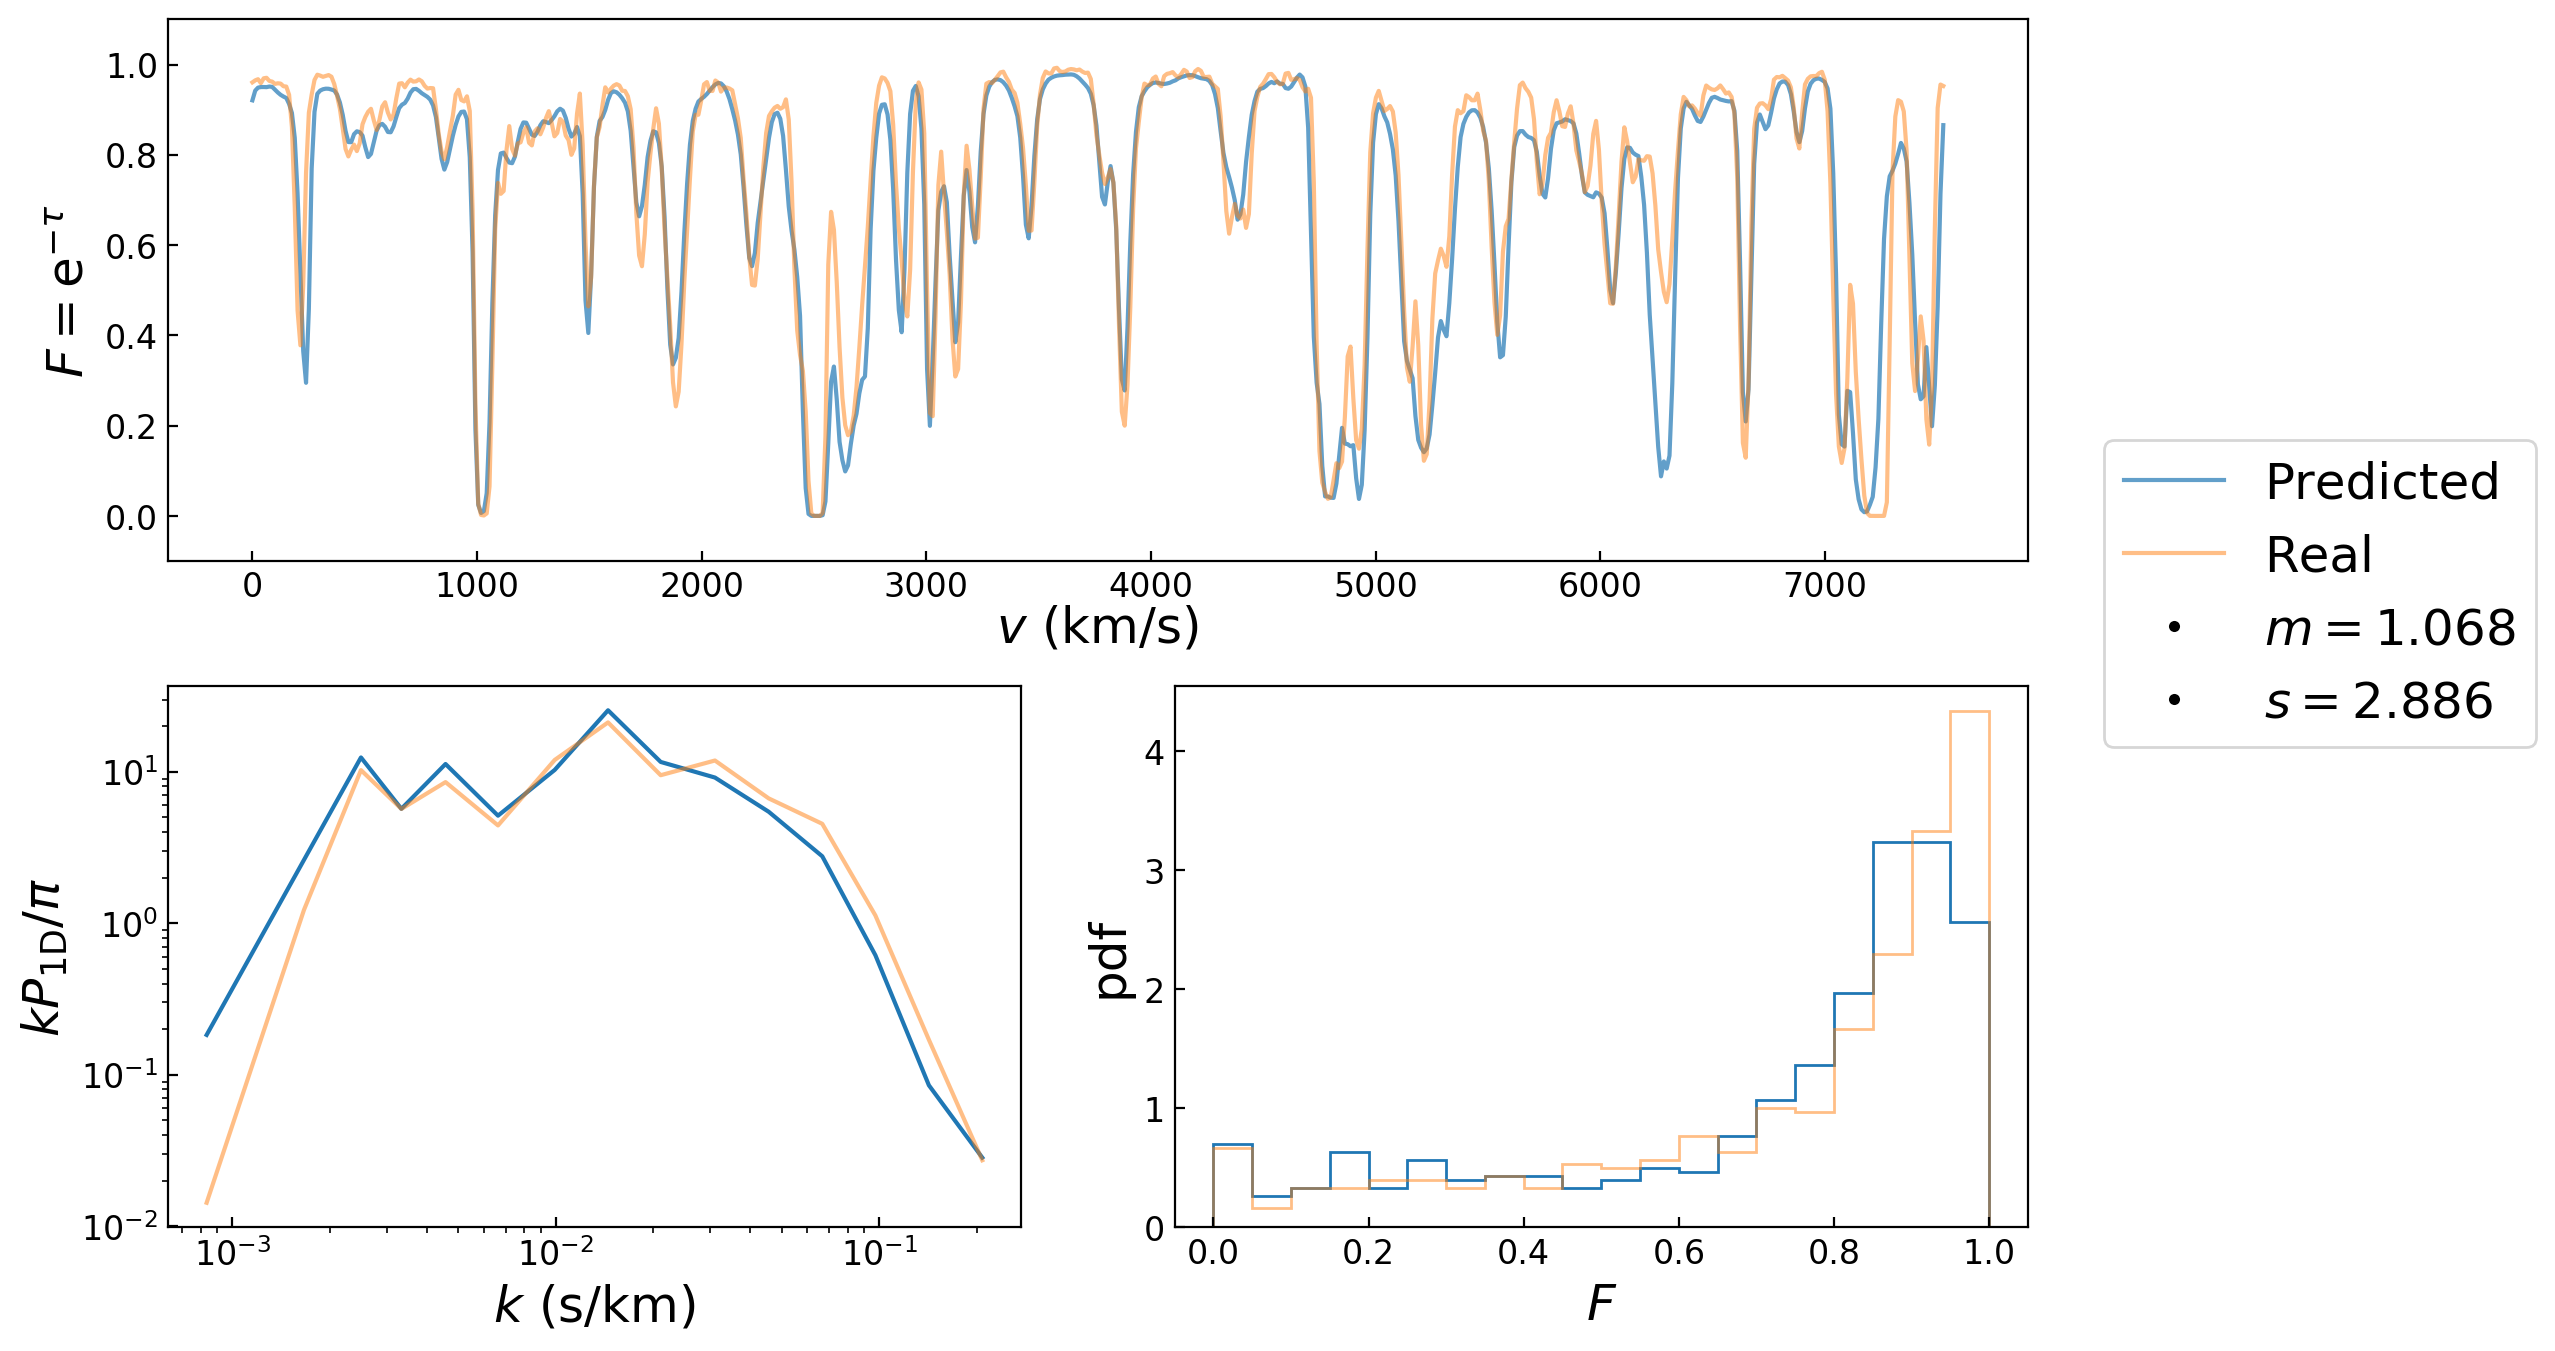 1.0
0.8
0.6
0.4
0.2
0.0
F = e^{−τ}
0 1000 2000 3000 4000 5000 6000 7000
v (km/s)
Predicted
Real
m = 1.068
s = 2.886
10^1
10^0
10^{−1}
10^{−2}
kP_{1D}/π
10^{−3} 10^{−2} 10^{−1}
k (s/km)
4
3
2
1
0
pdf
0.0 0.2 0.4 0.6 0.8 1.0
F